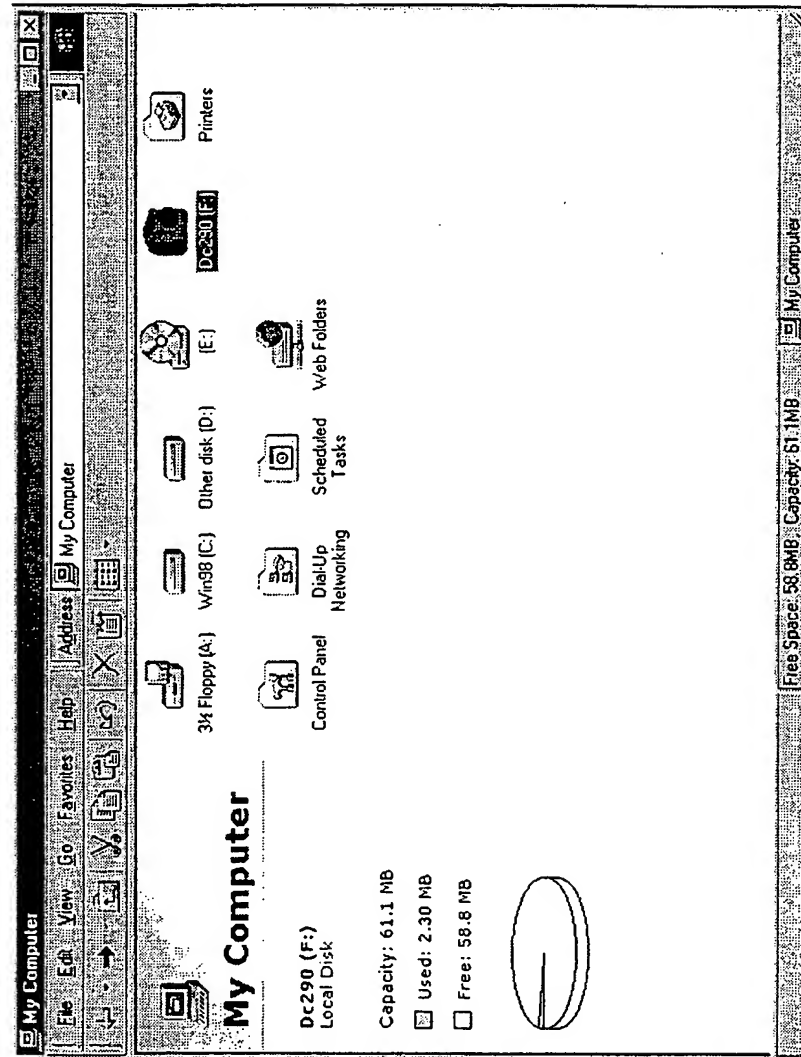 My Computer
File Edit View Go Favorites Help Address My Computer
My Computer
Dc290 (F:)
Local Disk
Capacity: 61.1 MB
Used: 2.30 MB
Free: 58.8 MB
3½ Floppy (A:) Win98 (C:) Other disk (D:) (E:) Dc290 (F:) Printers
Control Panel Dial-Up Networking Scheduled Tasks Web Folders
Free Space: 58.8MB, Capacity: 61.1MB My Computer